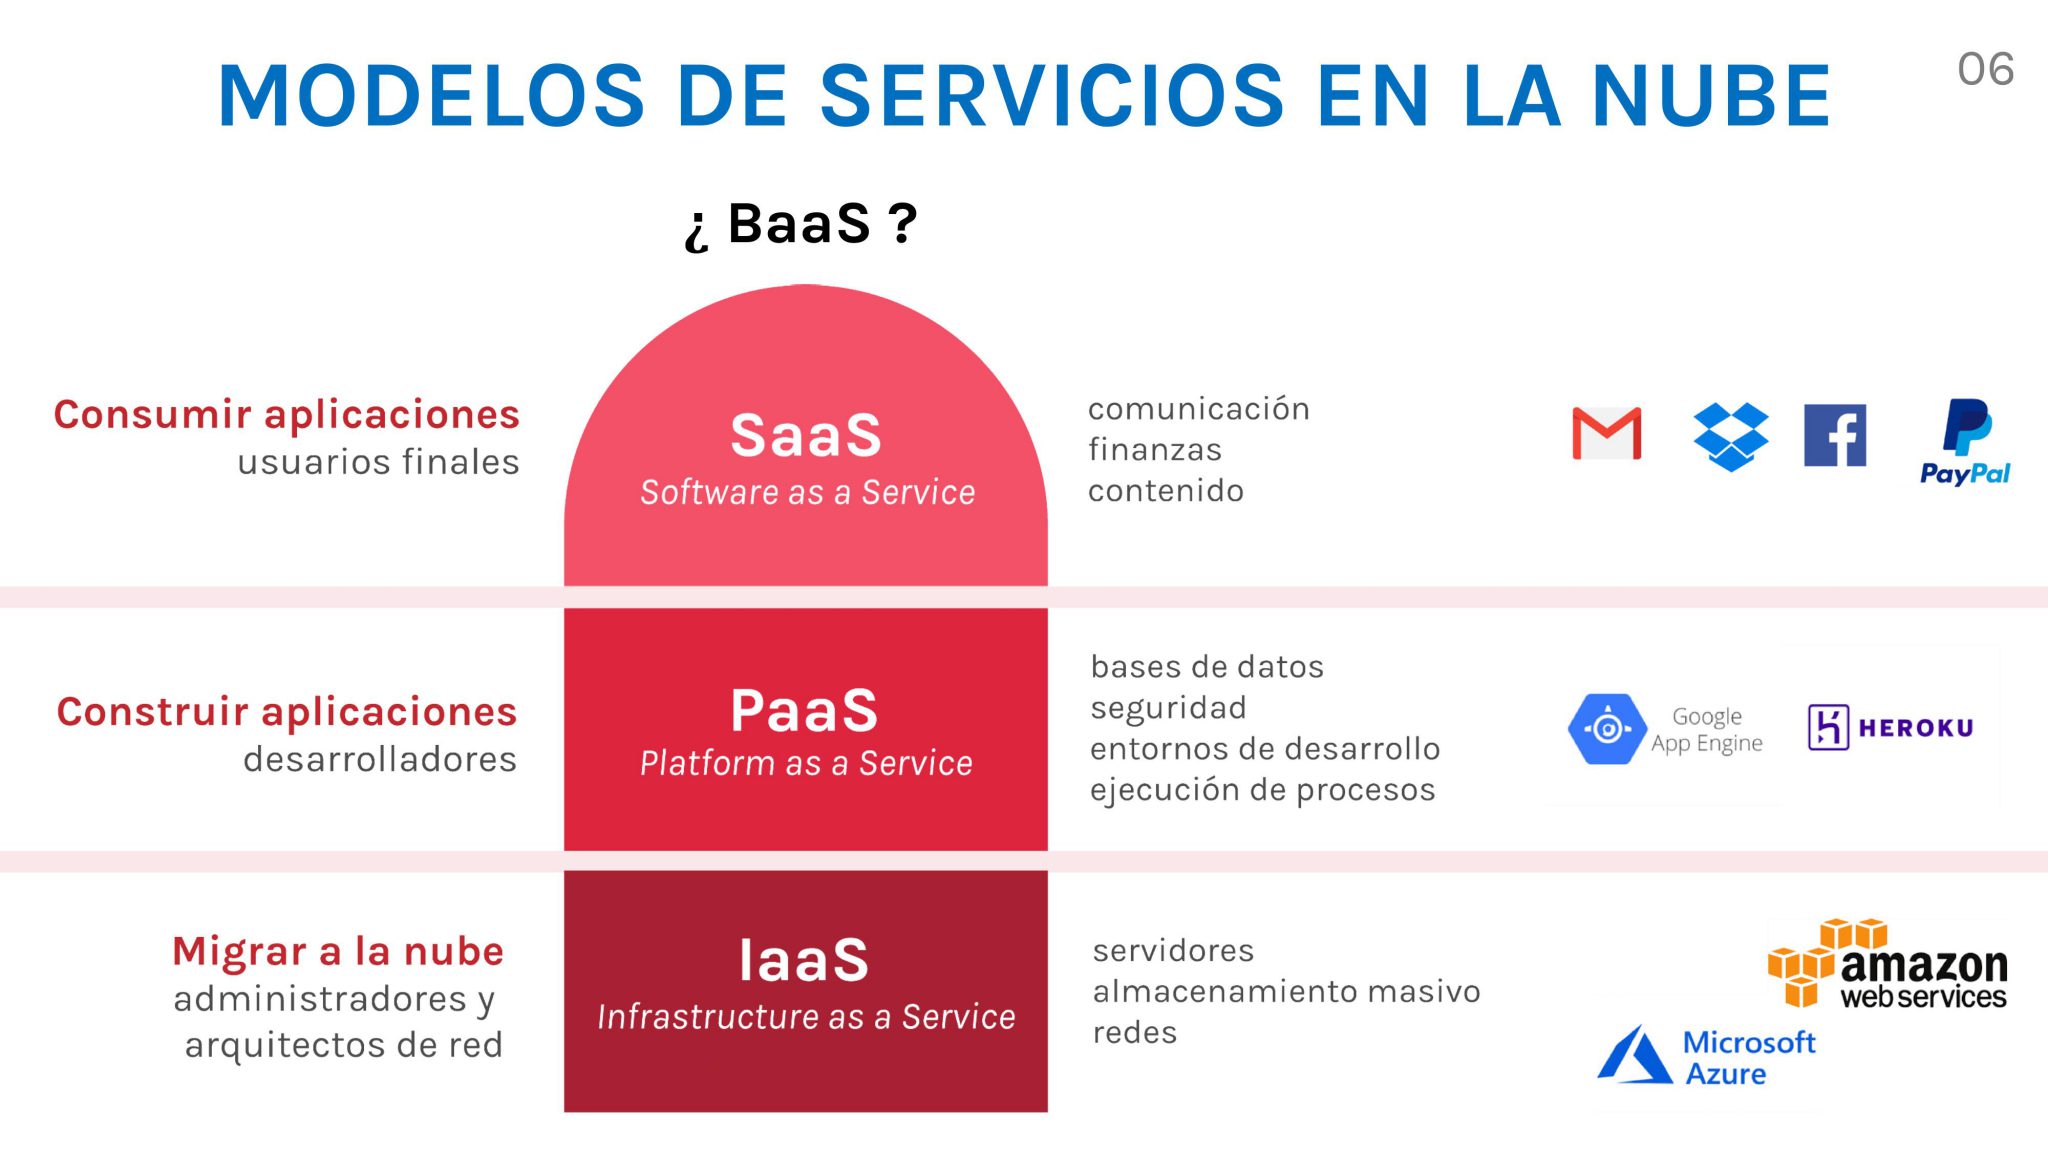 MODELOS DE SERVICIOS EN LA NUBE
06
¿ BaaS ?
Consumir aplicaciones
usuarios finales
SaaS
Software as a Service
comunicación
finanzas
contenido
f
PayPal
Construir aplicaciones
desarrolladores
PaaS
Platform as a Service
bases de datos
seguridad
entornos de desarrollo
ejecución de procesos
Google
App Engine
HEROKU
Migrar a la nube
administradores y
arquitectos de red
IaaS
Infrastructure as a Service
servidores
almacenamiento masivo
redes
amazon
web services
Microsoft
Azure